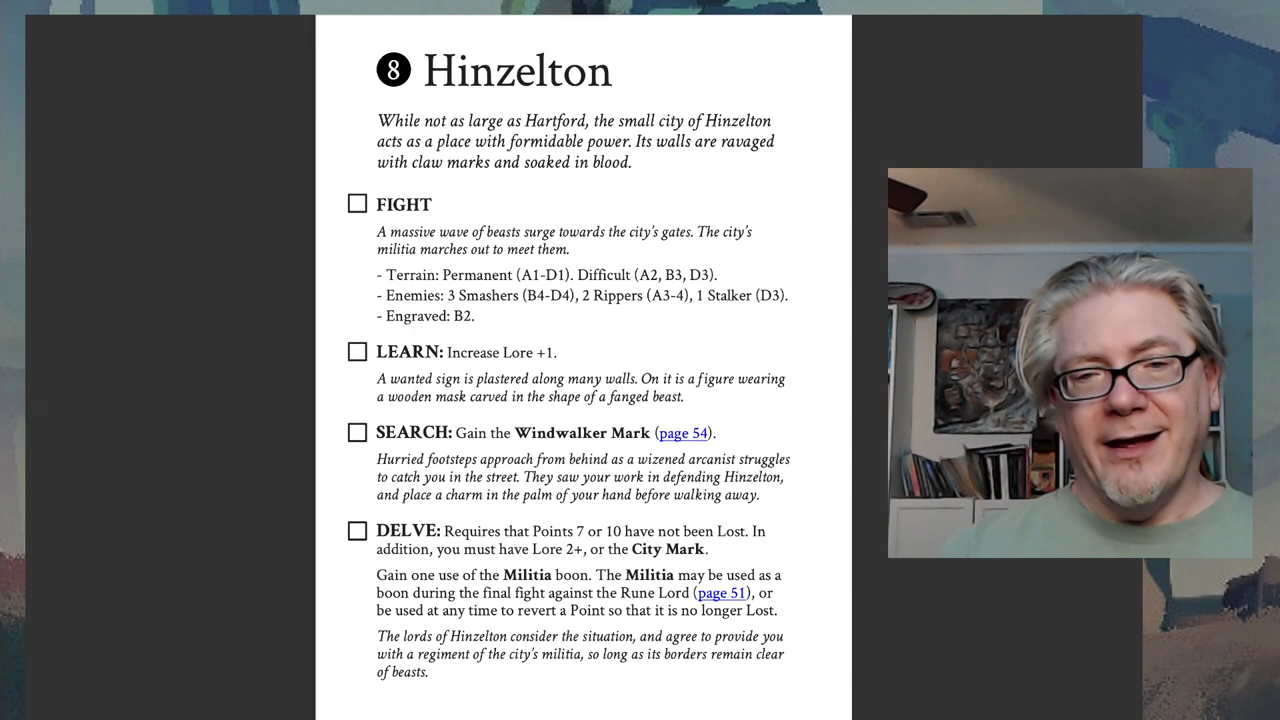 8 Hinzelton
While not as large as Hartford, the small city of Hinzelton
acts as a place with formidable power. Its walls are ravaged
with claw marks and soaked in blood.
FIGHT
A massive wave of beasts surge towards the city's gates. The city's
militia marches out to meet them.
- Terrain: Permanent (A1-D1). Difficult (A2, B3, D3).
- Enemies: 3 Smashers (B4-D4), 2 Rippers (A3-4), 1 Stalker (D3).
- Engraved: B2.
LEARN: Increase Lore +1.
A wanted sign is plastered along many walls. On it is a figure wearing
a wooden mask carved in the shape of a fanged beast.
SEARCH: Gain the Windwalker Mark (page 54).
Hurried footsteps approach from behind as a wizened arcanist struggles
to catch you in the street. They saw your work in defending Hinzelton,
and place a charm in the palm of your hand before walking away.
DELVE: Requires that Points 7 or 10 have not been Lost. In
addition, you must have Lore 2+, or the City Mark.
Gain one use of the Militia boon. The Militia may be used as a
boon during the final fight against the Rune Lord (page 51), or
be used at any time to revert a Point so that it is no longer Lost.
The lords of Hinzelton consider the situation, and agree to provide you
with a regiment of the city's militia, so long as its borders remain clear
of beasts.